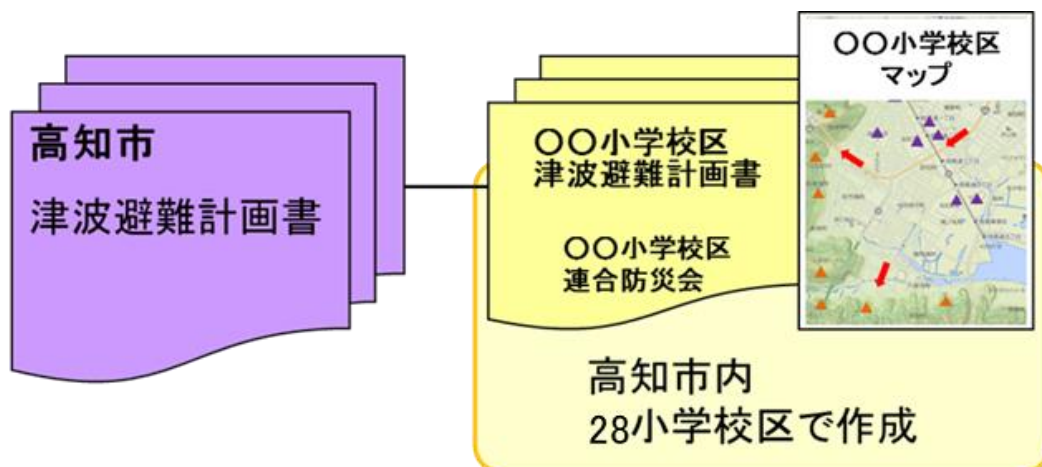 高知市
津波避難計画書
〇〇小学校区
津波避難計画書
〇〇小学校区
連合防災会
〇〇小学校区
マップ
高知市内
28小学校区で作成